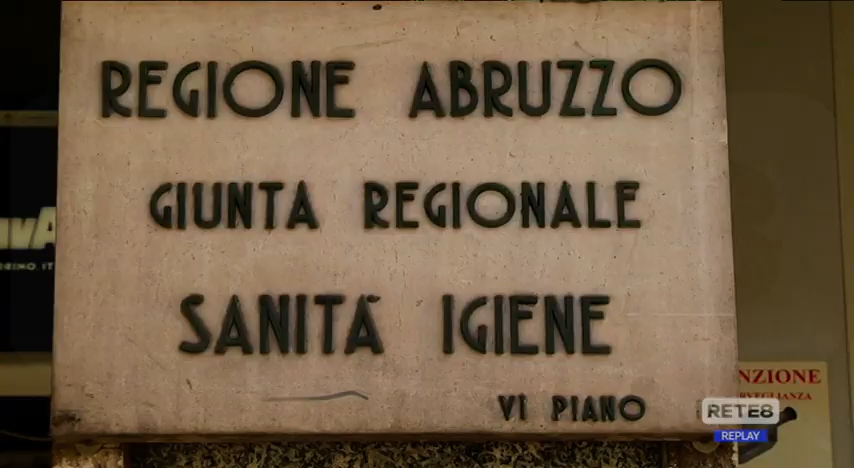 REGIONE ABRUZZO
GIUNTA REGIONALE
SANITÀ IGIENE
VI PIANO
NZIONE
RETE8
REPLAY